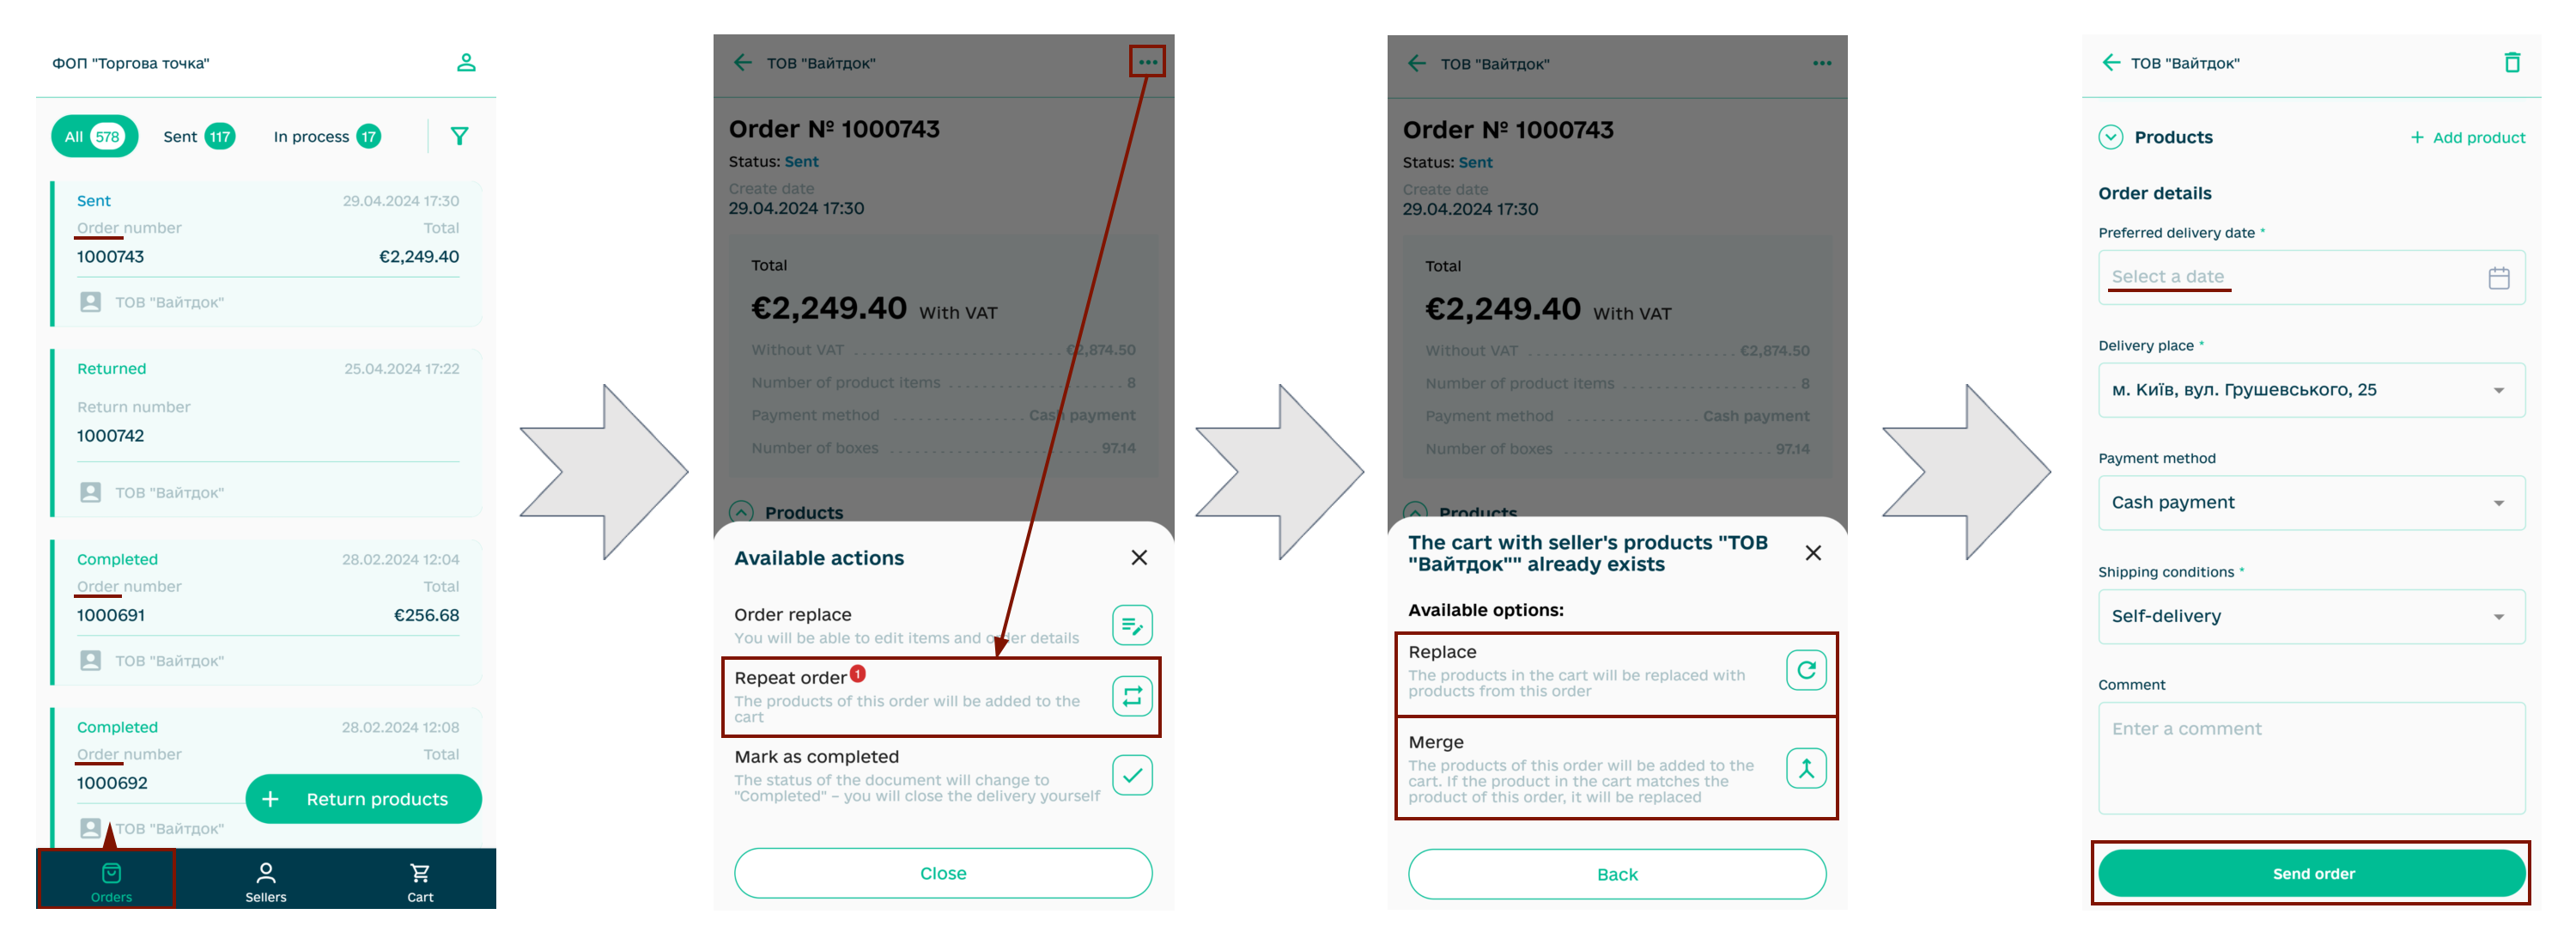 ФОП "Торгова точка"
All 578
Sent 117
In process 17
Sent
29.04.2024 17:30
Order number
Total
1000743
€2,249.40
ТОВ "Вайтдок"
Returned
25.04.2024 17:22
Return number
1000742
ТОВ "Вайтдок"
Completed
28.02.2024 12:04
Order number
Total
1000691
€256.68
ТОВ "Вайтдок"
Completed
28.02.2024 12:08
Order number
Total
1000692
+ Return products
ТОВ "Вайтдок"
Orders
Sellers
Cart
ТОВ "Вайтдок"
Order № 1000743
Status: Sent
Create date
29.04.2024 17:30
Total
€2,249.40 With VAT
Without VAT €2,874.50
Number of product items 8
Payment method Cash payment
Number of boxes 97.14
Products
Available actions
Order replace
You will be able to edit items and order details
Repeat order 1
The products of this order will be added to the
cart
Mark as completed
The status of the document will change to
"Completed" – you will close the delivery yourself
Close
ТОВ "Вайтдок"
Order № 1000743
Status: Sent
Create date
29.04.2024 17:30
Total
€2,249.40 With VAT
Without VAT €2,874.50
Number of product items 8
Payment method Cash payment
Number of boxes 97.14
Products
The cart with seller's products "ТОВ
"Вайтдок"" already exists
Available options:
Replace
The products in the cart will be replaced with
products from this order
Merge
The products of this order will be added to the
cart. If the product in the cart matches the
product of this order, it will be replaced
Back
ТОВ "Вайтдок"
Products
+ Add product
Order details
Preferred delivery date *
Select a date
Delivery place *
м. Київ, вул. Грушевського, 25
Payment method
Cash payment
Shipping conditions *
Self-delivery
Comment
Enter a comment
Send order